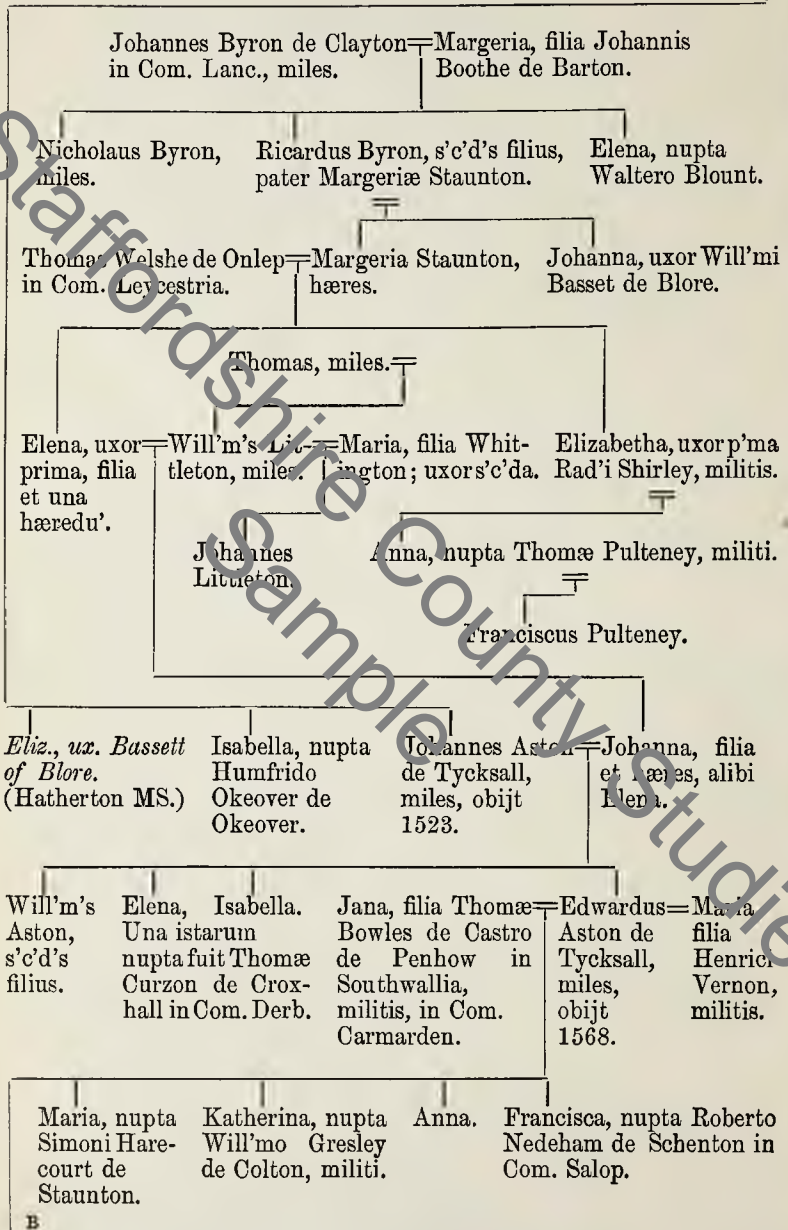 Johannes Byron de Clayton=Margeria, filia Johannis
in Com. Lanc., miles. Boothe de Barton.
Nicholaus Byron,
miles.
Ricardus Byron, s'c'd's filius,
pater Margeriæ Staunton.
Elena, nupta
Waltero Blount.
Thomas Welshe de Onlep=Margeria Staunton,
in Com. Leycestria. hæres.
Johanna, uxor Will'mi
Basset de Blore.
Thomas, miles.=
Elena, uxor=Will'm's Lit-=Maria, filia Whit-
prima, filia tleton, miles. ington; uxor s'c'da.
et una
hæredu'.
Elizabetha, uxor p'ma
Rad'i Shirley, militis.
Johannes
Littleton.
Anna, nupta Thomæ Pulteney, militi.
Franciscus Pulteney.
Eliz., ux. Bassett
of Blore.
(Hatherton MS.)
Isabella, nupta
Humfrido
Okeover de
Okeover.
Johannes Aston=Johanna, filia
de Tycksall, et hæres, alibi
miles, obijt Elena.
1523.
Will'm's
Aston,
s'c'd's
filius.
Elena, Isabella.
Una istarum
nupta fuit Thomæ
Curzon de Crox-
hall in Com. Derb.
Jana, filia Thomæ=Edwardus=Maria
Bowles de Castro Aston de filia
de Penhow in Tycksall, Henrici
Southwallia, miles, Vernon,
militis, in Com. obijt militis.
Carmarden. 1568.
Maria, nupta
Simoni Hare-
court de
Staunton.
Katherina, nupta
Will'mo Gresley
de Colton, militi.
Anna.
Francisca, nupta Roberto
Nedeham de Schenton in
Com. Salop.
B
Staffordshire County Studies
Sample